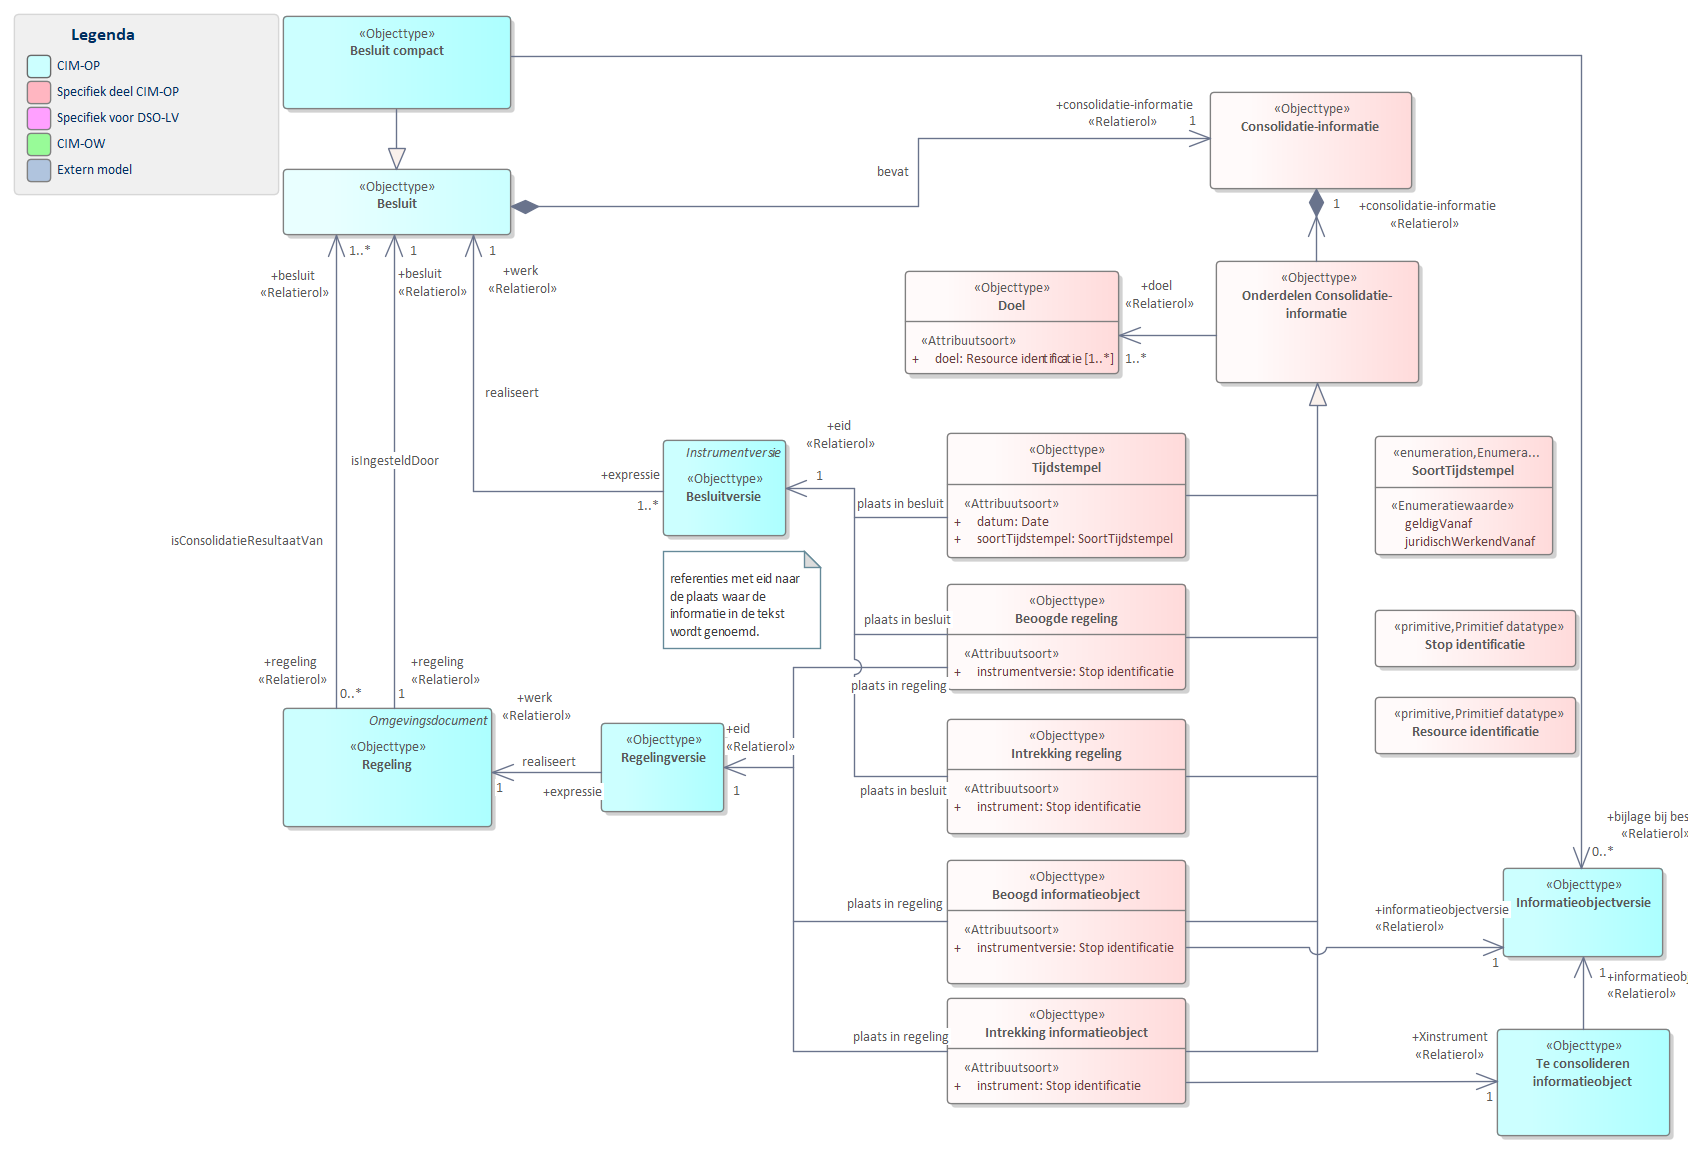 Legenda
CIM-OP
Specifiek deel CIM-OP
Specifiek voor DSO-LV
CIM-OW
Extern model
«Objecttype»
Besluit compact
+consolidatie-informatie
«Relatierol»
1
«Objecttype»
Consolidatie-informatie
bevat
«Objecttype»
Besluit
1
+consolidatie-informatie
«Relatierol»
1..*
1
1
+besluit
«Relatierol»
+besluit
«Relatierol»
+werk
«Relatierol»
«Objecttype»
Doel
«Attribuutsoort»
+ doel: Resource identificatie [1..*]
+doel
«Relatierol»
1..*
«Objecttype»
Onderdelen Consolidatie-
informatie
realiseert
isIngesteldDoor
isConsolidatieResultaatVan
+expressie
1..*
Instrumentversie
«Objecttype»
Besluitversie
+eid
«Relatierol»
1
plaats in besluit
«Objecttype»
Tijdstempel
«Attribuutsoort»
+ datum: Date
+ soortTijdstempel: SoortTijdstempel
«enumeration,Enumera...
SoortTijdstempel
«Enumeratiewaarde»
geldigVanaf
juridischWerkendVanaf
referenties met eid naar
de plaats waar de
informatie in de tekst
wordt genoemd.
plaats in besluit
«Objecttype»
Beoogde regeling
«Attribuutsoort»
+ instrumentversie: Stop identificatie
plaats in regeling
«primitive,Primitief datatype»
Stop identificatie
«primitive,Primitief datatype»
Resource identificatie
+regeling
«Relatierol»
0..*
+regeling
«Relatierol»
1
+werk
«Relatierol»
Omgevingsdocument
«Objecttype»
Regeling
realiseert
1
+expressie
«Objecttype»
Regelingversie
+eid
«Relatierol»
1
«Objecttype»
Intrekking regeling
«Attribuutsoort»
+ instrument: Stop identificatie
plaats in besluit
+bijlage bij bes
«Relatierol»
0..*
«Objecttype»
Beoogd informatieobject
«Attribuutsoort»
+ instrumentversie: Stop identificatie
plaats in regeling
+informatieobjectversie
«Relatierol»
1
«Objecttype»
Informatieobjectversie
1
+informatieobj
«Relatierol»
«Objecttype»
Intrekking informatieobject
«Attribuutsoort»
+ instrument: Stop identificatie
plaats in regeling
+Xinstrument
«Relatierol»
1
«Objecttype»
Te consolideren
informatieobject